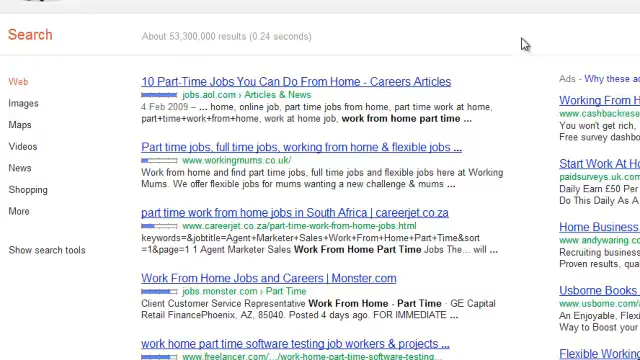 Search
About 53,300,000 results (0.24 seconds)
Web
Images
Maps
Videos
News
Shopping
More
Show search tools
10 Part-Time Jobs You Can Do From Home - Careers Articles
jobs.aol.com › Articles & News
4 Feb 2009 – ... home, online job, part time jobs from home, part time work at home,
part+time+work+from+home, work at home job, work from home part time ...
Part time jobs, full time jobs, working from home & flexible jobs ...
www.workingmums.co.uk/
Work from home and find part time jobs, full time jobs and flexible jobs here at Working
Mums. We offer flexible jobs for mums wanting a new challenge & mums ...
part time work from home jobs in South Africa | careerjet.co.za
www.careerjet.co.za/part-time-work-from-home-jobs.html
keywords=&jobtitle=Agent+Marketer+Sales+Work+From+Home+Part+Time&sort
=1&page=1 1 Agent Marketer Sales Work From Home Part Time Jobs The... will ...
Work From Home Jobs and Careers | Monster.com
jobs.monster.com › Part Time
Client Customer Service Representative Work From Home - Part Time · GE Capital
Retail FinancePhoenix, AZ, 85040. Posted 4 days ago. FOR IMMEDIATE ...
work from home part time software testing job workers & projects ...
www.freelancer.com/.../work-from-home-part-time-software-testing...
Ads - Why these
Working From H
www.cashbackrese
You won't get rich,
Free survey dashbo
Start Work At H
paidsurveys.uk.com
Daily Earn £50 Per
Do This Daily As A
Home Business
www.andywaring.co
Recruiting business
Proven results, qua
Usborne Books
www.usborne.com/
An Enjoyable, Flexi
Way to Boost your
Flexible Working